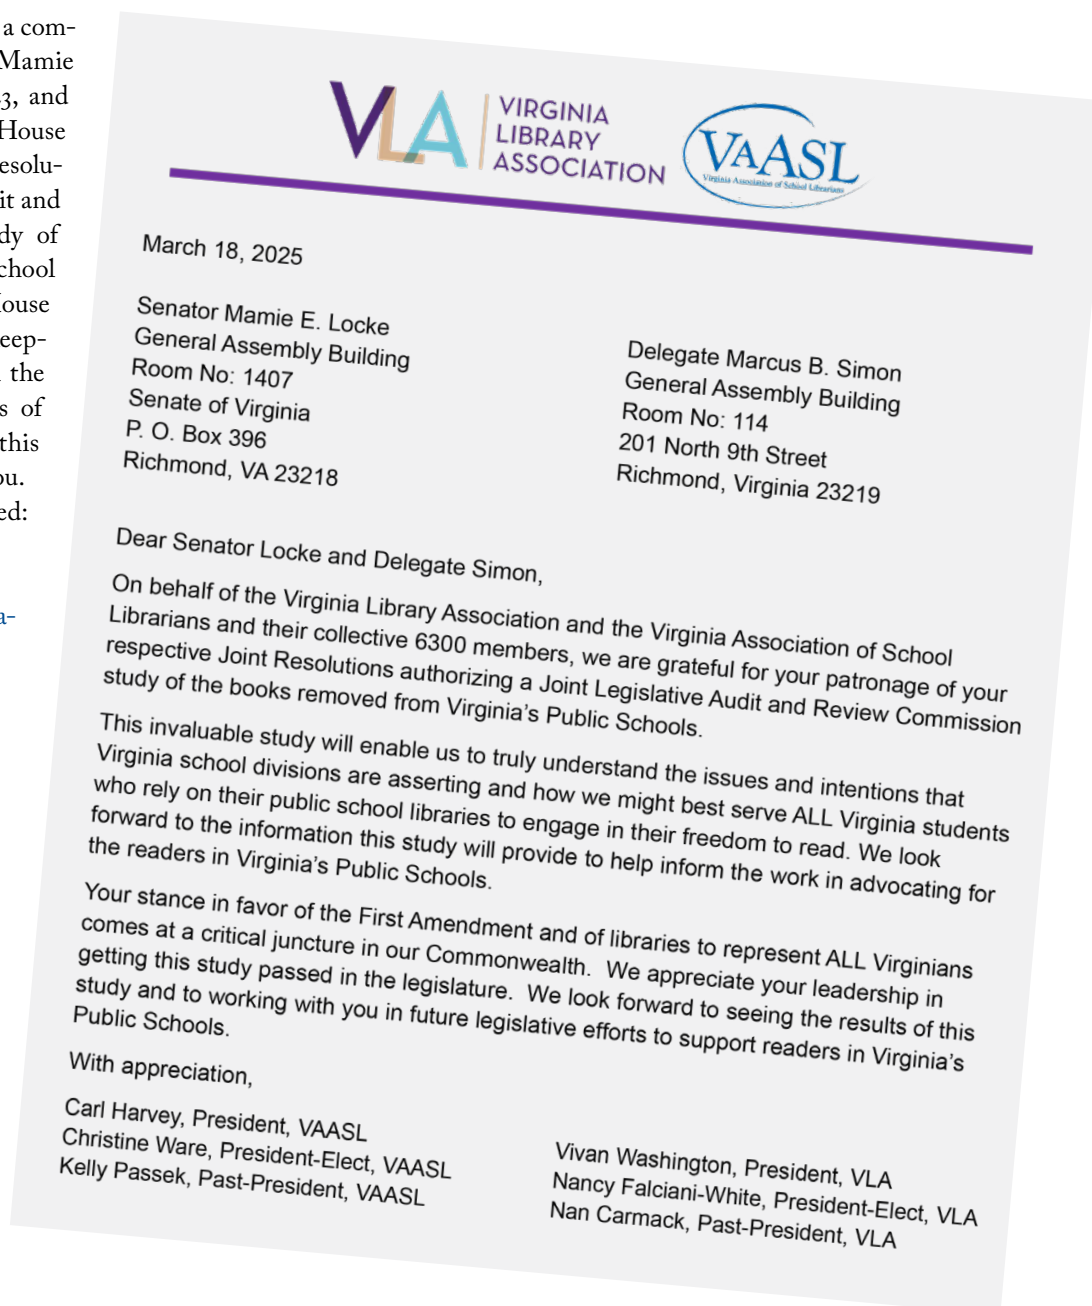 a com-
Mamie
3, and
House
esolu-
it and
dy of
chool
House
eep-
the
s of
this
ou.
ed:
a-
VLA
VIRGINIA
LIBRARY
ASSOCIATION
VAASL
Virginia Association of School Librarians
March 18, 2025
Senator Mamie E. Locke
General Assembly Building
Room No: 1407
Senate of Virginia
P. O. Box 396
Richmond, VA 23218
Delegate Marcus B. Simon
General Assembly Building
Room No: 114
201 North 9th Street
Richmond, Virginia 23219
Dear Senator Locke and Delegate Simon,
On behalf of the Virginia Library Association and the Virginia Association of School
Librarians and their collective 6300 members, we are grateful for your patronage of your
respective Joint Resolutions authorizing a Joint Legislative Audit and Review Commission
study of the books removed from Virginia’s Public Schools.
This invaluable study will enable us to truly understand the issues and intentions that
Virginia school divisions are asserting and how we might best serve ALL Virginia students
who rely on their public school libraries to engage in their freedom to read. We look
forward to the information this study will provide to help inform the work in advocating for
the readers in Virginia’s Public Schools.
Your stance in favor of the First Amendment and of libraries to represent ALL Virginians
comes at a critical juncture in our Commonwealth.  We appreciate your leadership in
getting this study passed in the legislature.  We look forward to seeing the results of this
study and to working with you in future legislative efforts to support readers in Virginia’s
Public Schools.
With appreciation,
Carl Harvey, President, VAASL
Christine Ware, President-Elect, VAASL
Kelly Passek, Past-President, VAASL
Vivan Washington, President, VLA
Nancy Falciani-White, President-Elect, VLA
Nan Carmack, Past-President, VLA